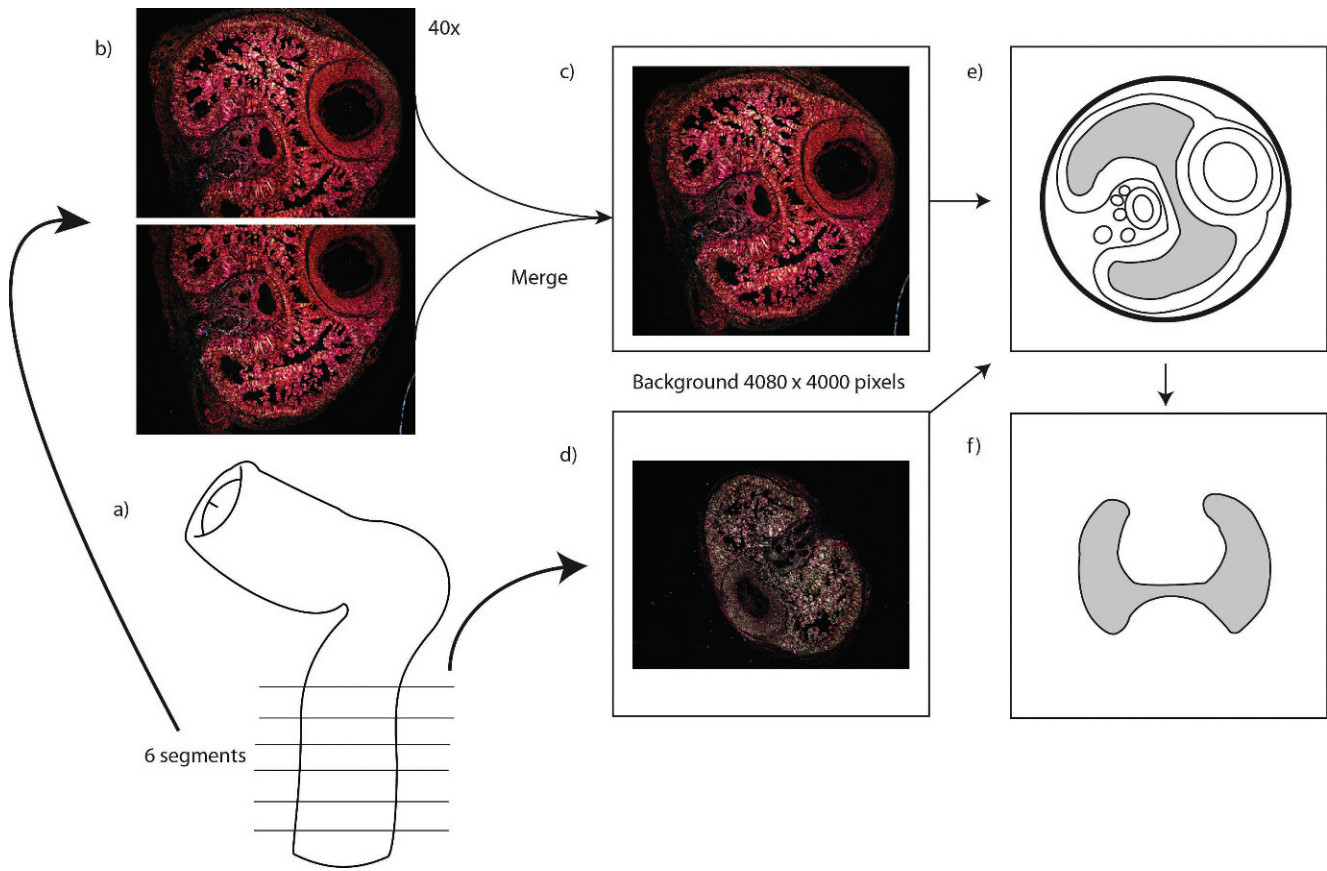 b)
40x
c)
e)
Merge
Background 4080 x 4000 pixels
d)
f)
a)
6 segments